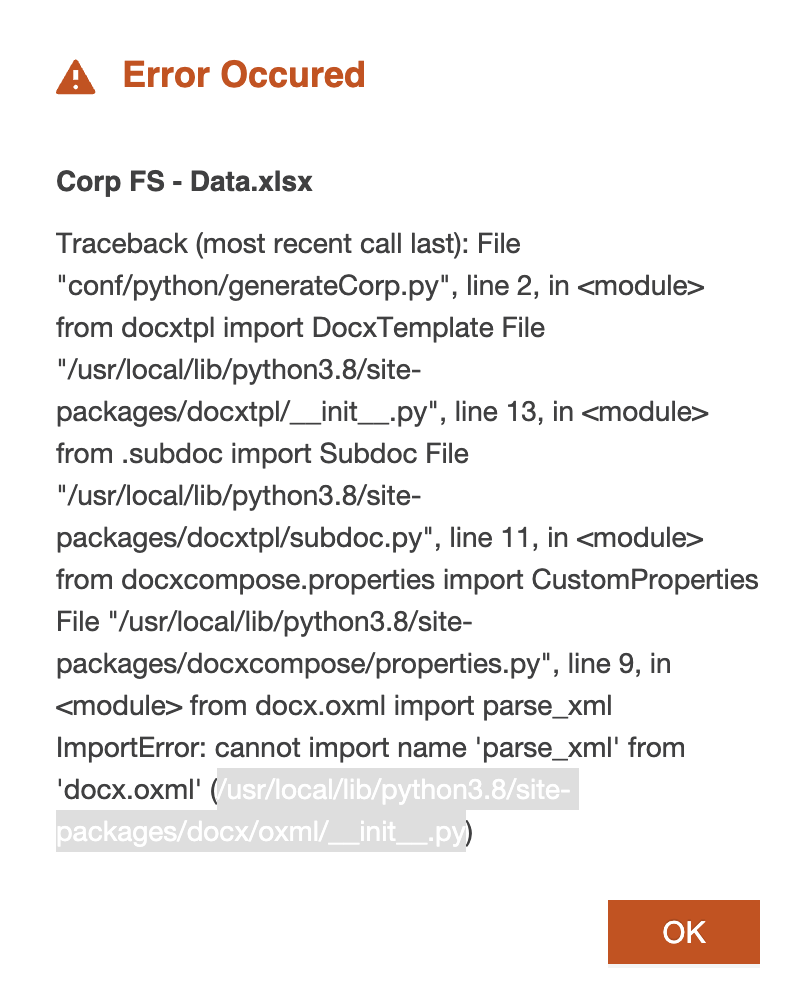 Error Occured
Corp FS - Data.xlsx
Traceback (most recent call last): File
"conf/python/generateCorp.py", line 2, in <module>
from docxtpl import DocxTemplate File
"/usr/local/lib/python3.8/site-
packages/docxtpl/__init__.py", line 13, in <module>
from .subdoc import Subdoc File
"/usr/local/lib/python3.8/site-
packages/docxtpl/subdoc.py", line 11, in <module>
from docxcompose.properties import CustomProperties
File "/usr/local/lib/python3.8/site-
packages/docxcompose/properties.py", line 9, in
<module> from docx.oxml import parse_xml
ImportError: cannot import name 'parse_xml' from
'docx.oxml' (/usr/local/lib/python3.8/site-
packages/docx/oxml/__init__.py)
OK